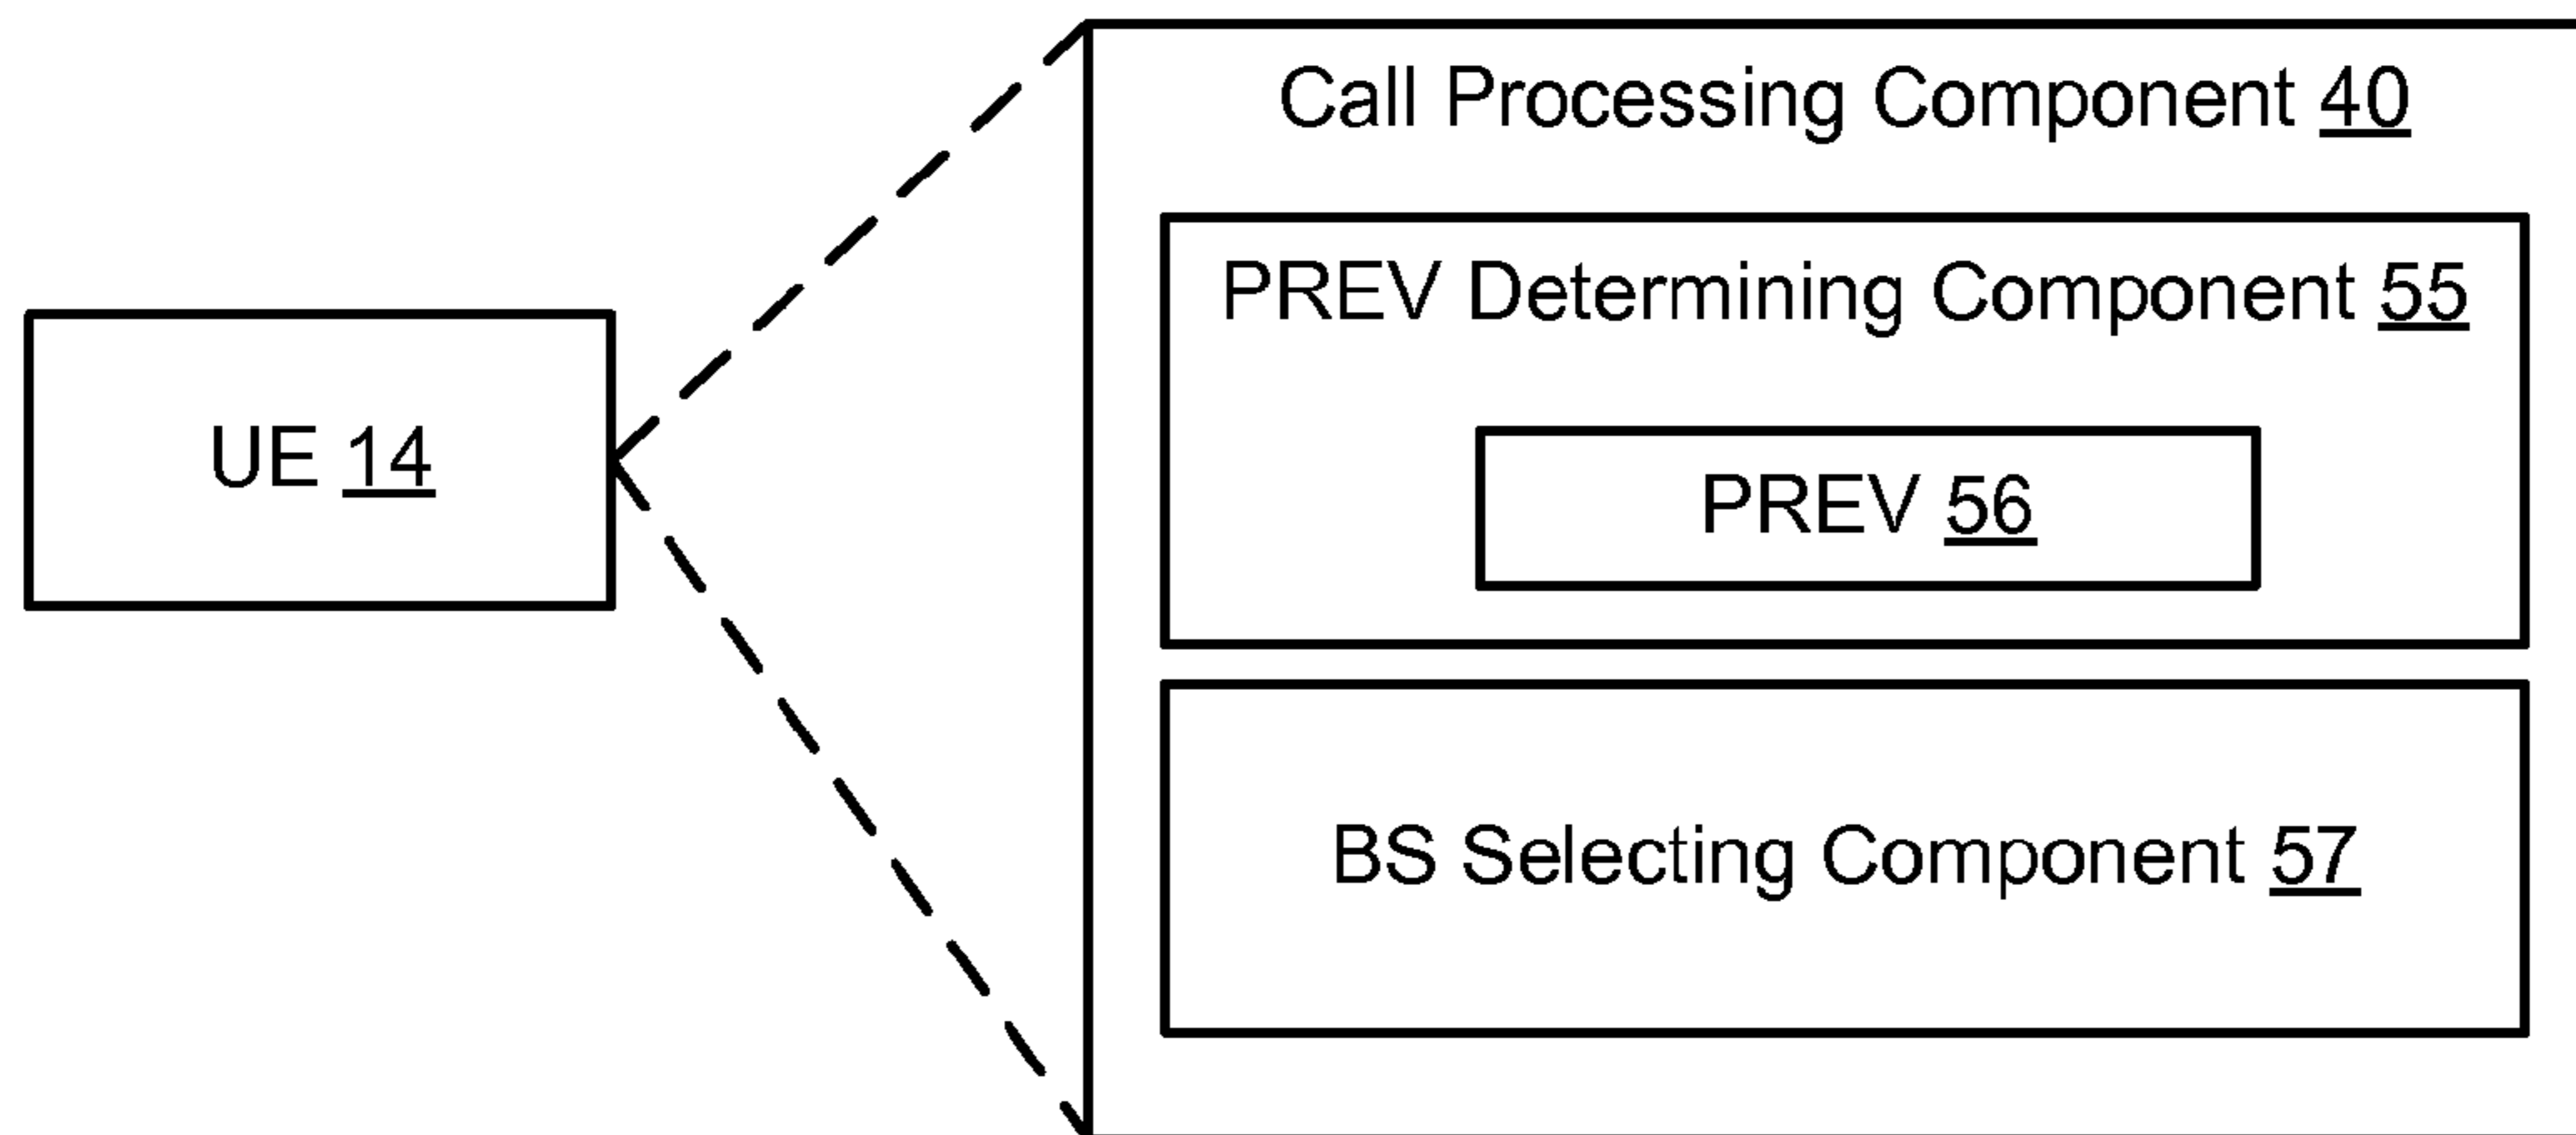 Call Processing Component 40
PREV Determining Component 55
UE 14
PREV 56
BS Selecting Component 57